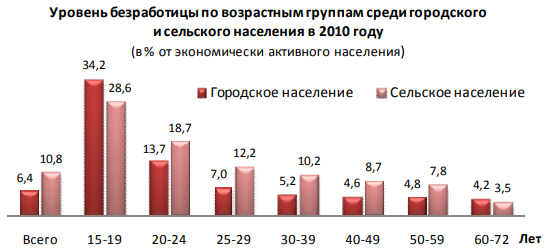 Уровень безработицы по возрастным группам среди городского
и сельского населения в 2010 году
(в % от экономически активного населения)
34,2
28,6
Городское население
Сельское население
6,4
10,8
13,7
18,7
7,0
12,2
5,2
10,2
4,6
8,7
4,8
7,8
4,2
3,5
Всего 15-19 20-24 25-29 30-39 40-49 50-59 60-72 Лет